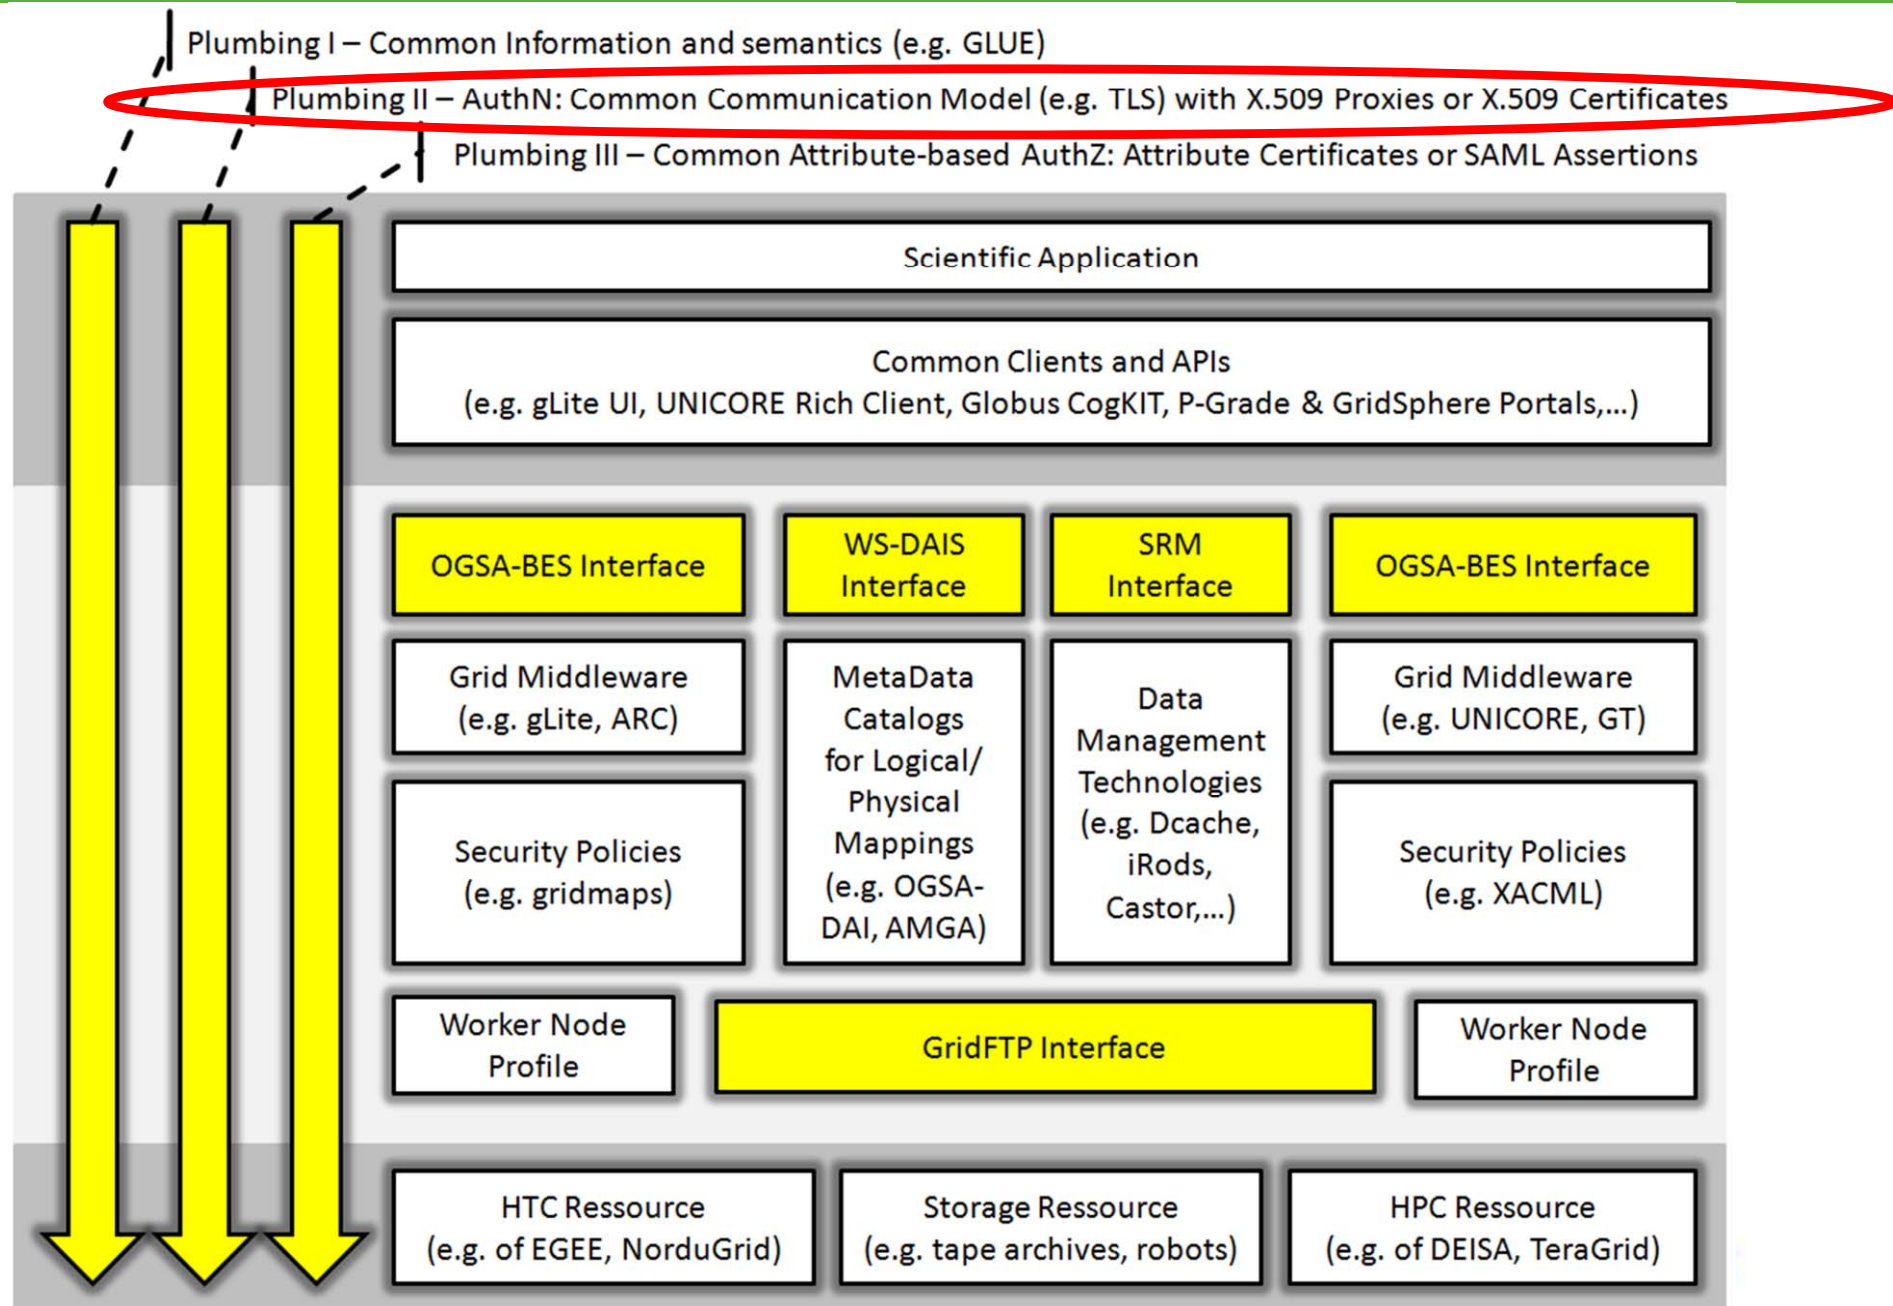 Plumbing I – Common Information and semantics (e.g. GLUE)
Plumbing II – AuthN: Common Communication Model (e.g. TLS) with X.509 Proxies or X.509 Certificates
Plumbing III – Common Attribute-based AuthZ: Attribute Certificates or SAML Assertions
Scientific Application
Common Clients and APIs
(e.g. gLite UI, UNICORE Rich Client, Globus CogKIT, P-Grade & GridSphere Portals,...)
OGSA-BES Interface
WS-DAIS
Interface
SRM
Interface
OGSA-BES Interface
Grid Middleware
(e.g. gLite, ARC)
MetaData
Catalogs
for Logical/
Physical
Mappings
(e.g. OGSA-
DAI, AMGA)
Data
Management
Technologies
(e.g. Dcache,
iRods,
Castor,...)
Grid Middleware
(e.g. UNICORE, GT)
Security Policies
(e.g. gridmaps)
Security Policies
(e.g. XACML)
Worker Node
Profile
GridFTP Interface
Worker Node
Profile
HTC Ressource
(e.g. of EGEE, NorduGrid)
Storage Ressource
(e.g. tape archives, robots)
HPC Ressource
(e.g. of DEISA, TeraGrid)